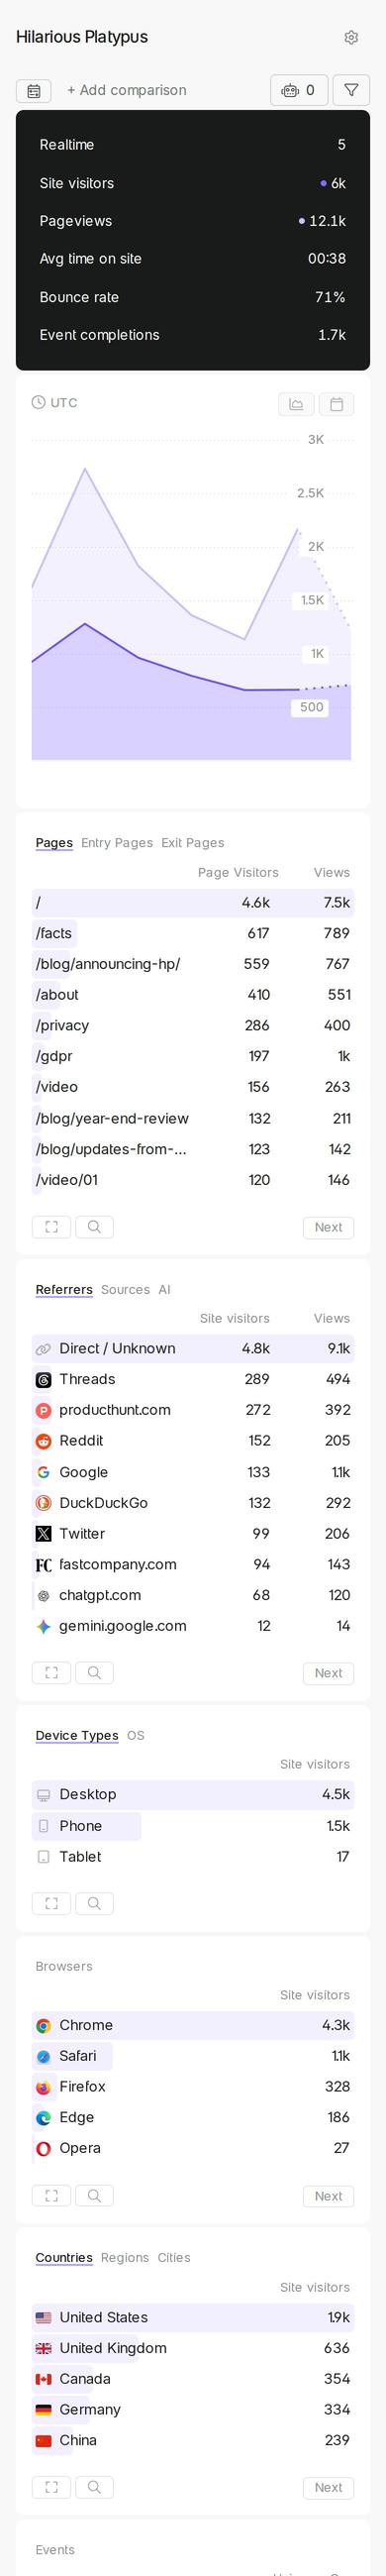 Hilarious Platypus
+ Add comparison 0
Realtime 5
Site visitors 6k
Pageviews 12.1k
Avg time on site 00:38
Bounce rate 71%
Event completions 1.7k
UTC
3K
2.5K
2K
1.5K
1K
500
Pages Entry Pages Exit Pages
Page Visitors Views
/ 4.6k 7.5k
/facts 617 789
/blog/announcing-hp/ 559 767
/about 410 551
/privacy 286 400
/gdpr 197 1k
/video 156 263
/blog/year-end-review 132 211
/blog/updates-from-... 123 142
/video/01 120 146
Next
Referrers Sources AI
Site visitors Views
Direct / Unknown 4.8k 9.1k
Threads 289 494
producthunt.com 272 392
Reddit 152 205
Google 133 1.1k
DuckDuckGo 132 292
Twitter 99 206
fastcompany.com 94 143
chatgpt.com 68 120
gemini.google.com 12 14
Next
Device Types OS
Site visitors
Desktop 4.5k
Phone 1.5k
Tablet 17
Browsers
Site visitors
Chrome 4.3k
Safari 1.1k
Firefox 328
Edge 186
Opera 27
Next
Countries Regions Cities
Site visitors
United States 1.9k
United Kingdom 636
Canada 354
Germany 334
China 239
Next
Events